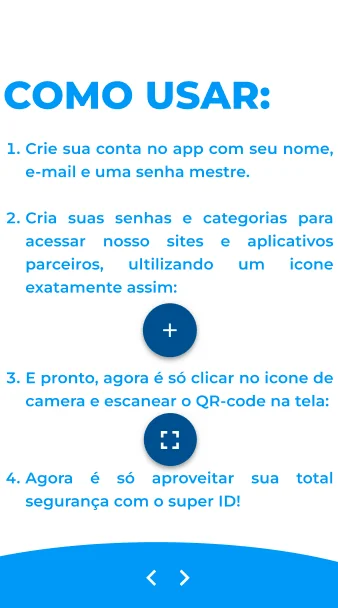 COMO USAR:
1. Crie sua conta no app com seu nome,
e-mail e uma senha mestre.
2. Cria suas senhas e categorias para
acessar nosso sites e aplicativos
parceiros, ultilizando um icone
exatamente assim:
3. E pronto, agora é só clicar no icone de
camera e escanear o QR-code na tela:
4. Agora é só aproveitar sua total
segurança com o super ID!